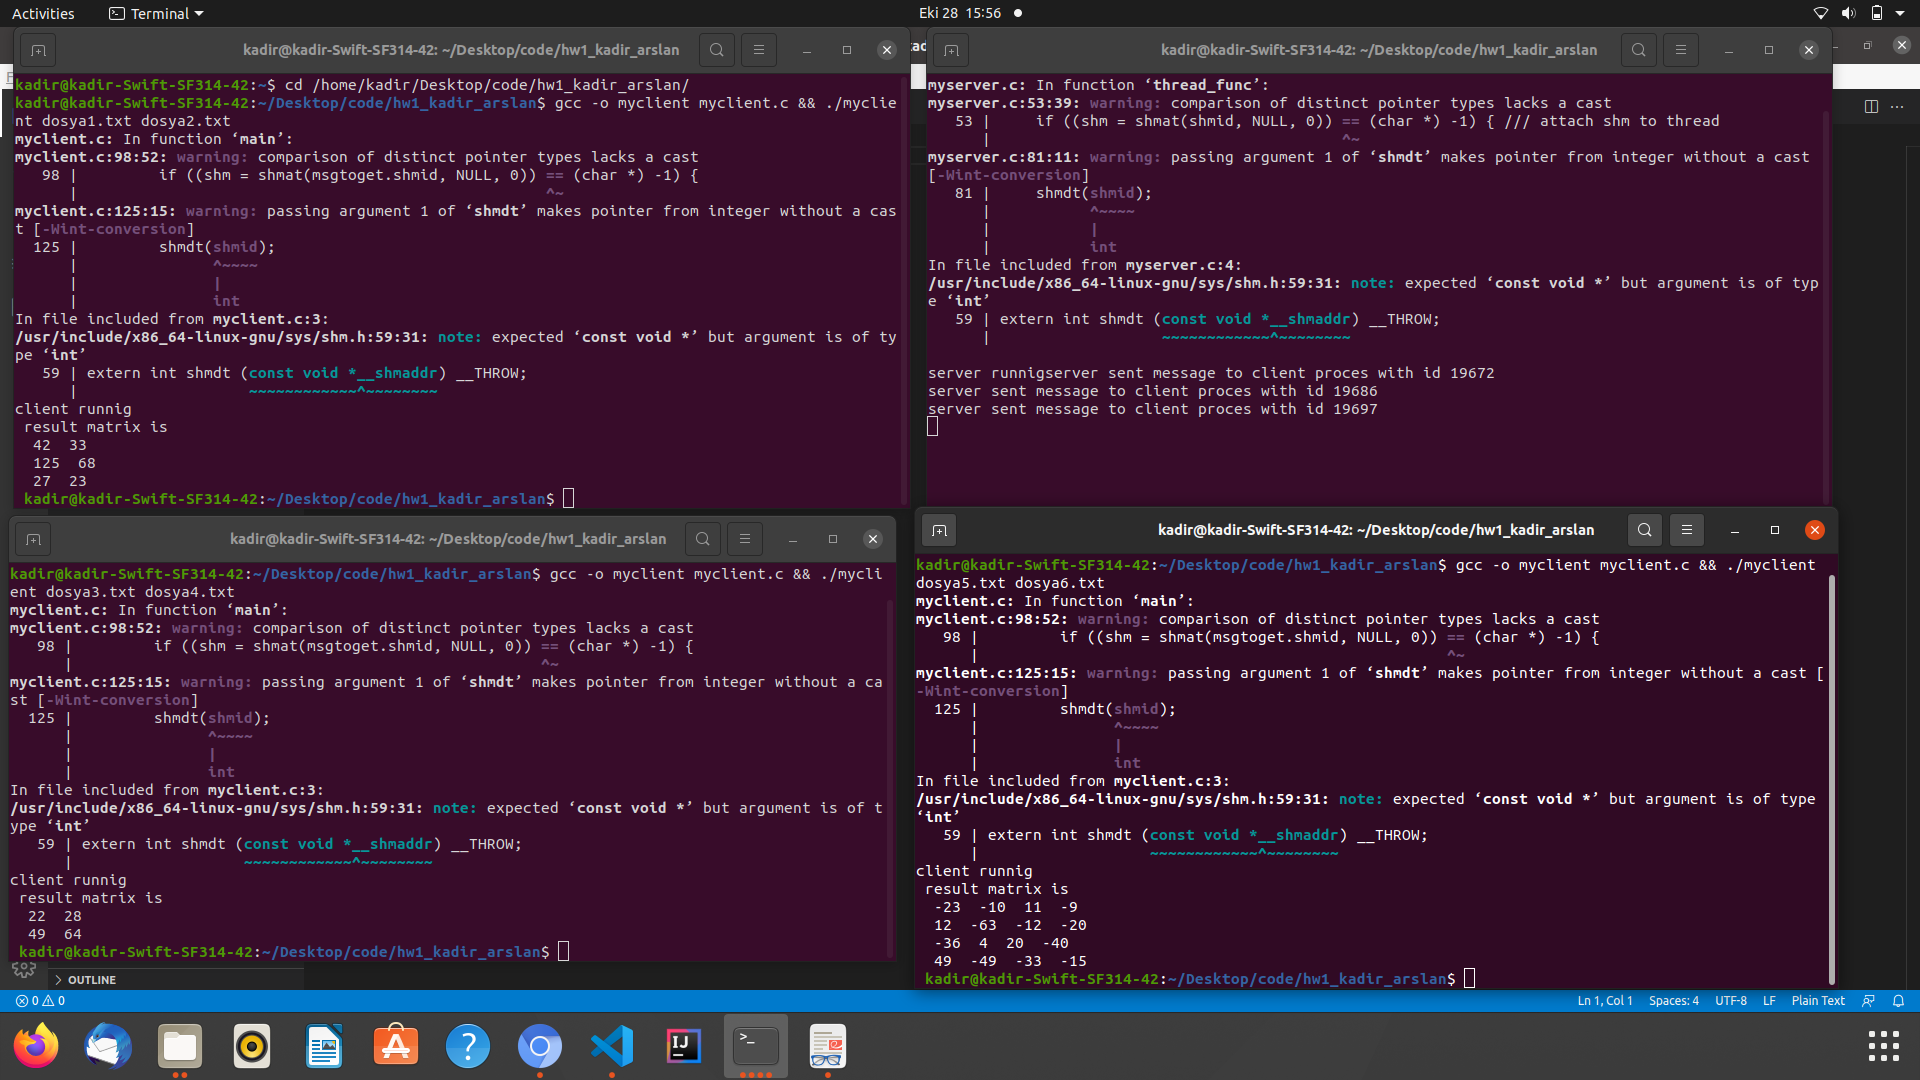 Activities
Terminal
Eki 28 15:56
kadir@kadir-Swift-SF314-42: ~/Desktop/code/hw1_kadir_arslan
kadir@kadir-Swift-SF314-42:~$ cd /home/kadir/Desktop/code/hw1_kadir_arslan/
kadir@kadir-Swift-SF314-42:~/Desktop/code/hw1_kadir_arslan$ gcc -o myclient myclient.c && ./myclie
nt dosya1.txt dosya2.txt
myclient.c: In function ‘main’:
myclient.c:98:52: warning: comparison of distinct pointer types lacks a cast
98 | if ((shm = shmat(msgtoget.shmid, NULL, 0)) == (char *) -1) {
| ^~
myclient.c:125:15: warning: passing argument 1 of ‘shmdt’ makes pointer from integer without a cas
t [-Wint-conversion]
125 | shmdt(shmid);
| ^~~~~
| |
| int
In file included from myclient.c:3:
/usr/include/x86_64-linux-gnu/sys/shm.h:59:31: note: expected ‘const void *’ but argument is of ty
pe ‘int’
59 | extern int shmdt (const void *__shmaddr) __THROW;
| ~~~~~~~~~~~~^~~~~~~~~
client runnig
result matrix is
42 33
125 68
27 23
kadir@kadir-Swift-SF314-42:~/Desktop/code/hw1_kadir_arslan$
kadir@kadir-Swift-SF314-42: ~/Desktop/code/hw1_kadir_arslan
myserver.c: In function ‘thread_func’:
myserver.c:53:39: warning: comparison of distinct pointer types lacks a cast
53 | if ((shm = shmat(shmid, NULL, 0)) == (char *) -1) { /// attach shm to thread
| ^~
myserver.c:81:11: warning: passing argument 1 of ‘shmdt’ makes pointer from integer without a cast
[-Wint-conversion]
81 | shmdt(shmid);
| ^~~~~
| |
| int
In file included from myserver.c:4:
/usr/include/x86_64-linux-gnu/sys/shm.h:59:31: note: expected ‘const void *’ but argument is of typ
e ‘int’
59 | extern int shmdt (const void *__shmaddr) __THROW;
| ~~~~~~~~~~~~^~~~~~~~~
server runnigserver sent message to client proces with id 19672
server sent message to client proces with id 19686
server sent message to client proces with id 19697
kadir@kadir-Swift-SF314-42: ~/Desktop/code/hw1_kadir_arslan
kadir@kadir-Swift-SF314-42:~/Desktop/code/hw1_kadir_arslan$ gcc -o myclient myclient.c && ./mycli
ent dosya3.txt dosya4.txt
myclient.c: In function ‘main’:
myclient.c:98:52: warning: comparison of distinct pointer types lacks a cast
98 | if ((shm = shmat(msgtoget.shmid, NULL, 0)) == (char *) -1) {
| ^~
myclient.c:125:15: warning: passing argument 1 of ‘shmdt’ makes pointer from integer without a ca
st [-Wint-conversion]
125 | shmdt(shmid);
| ^~~~~
| |
| int
In file included from myclient.c:3:
/usr/include/x86_64-linux-gnu/sys/shm.h:59:31: note: expected ‘const void *’ but argument is of t
ype ‘int’
59 | extern int shmdt (const void *__shmaddr) __THROW;
| ~~~~~~~~~~~~^~~~~~~~~
client runnig
result matrix is
22 28
49 64
kadir@kadir-Swift-SF314-42:~/Desktop/code/hw1_kadir_arslan$
kadir@kadir-Swift-SF314-42: ~/Desktop/code/hw1_kadir_arslan
kadir@kadir-Swift-SF314-42:~/Desktop/code/hw1_kadir_arslan$ gcc -o myclient myclient.c && ./myclient
dosya5.txt dosya6.txt
myclient.c: In function ‘main’:
myclient.c:98:52: warning: comparison of distinct pointer types lacks a cast
98 | if ((shm = shmat(msgtoget.shmid, NULL, 0)) == (char *) -1) {
| ^~
myclient.c:125:15: warning: passing argument 1 of ‘shmdt’ makes pointer from integer without a cast [
-Wint-conversion]
125 | shmdt(shmid);
| ^~~~~
| |
| int
In file included from myclient.c:3:
/usr/include/x86_64-linux-gnu/sys/shm.h:59:31: note: expected ‘const void *’ but argument is of type
‘int’
59 | extern int shmdt (const void *__shmaddr) __THROW;
| ~~~~~~~~~~~~^~~~~~~~~
client runnig
result matrix is
-23 -10 11 -9
12 -63 -12 -20
-36 4 20 -40
49 -49 -33 -15
kadir@kadir-Swift-SF314-42:~/Desktop/code/hw1_kadir_arslan$
OUTLINE
0 0
Ln 1, Col 1 Spaces: 4 UTF-8 LF Plain Text
IJ